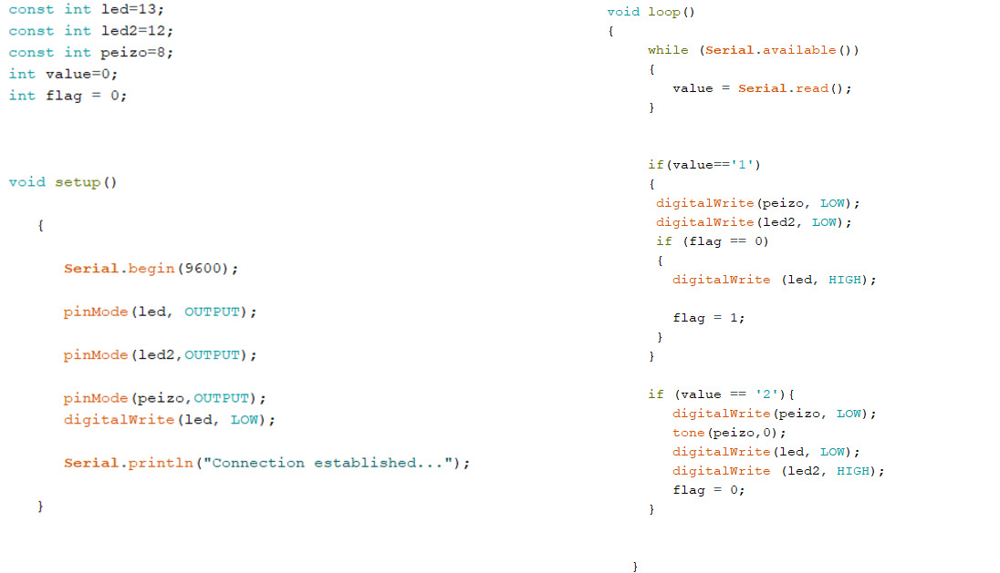 const int led=13;
const int led2=12;
const int peizo=8;
int value=0;
int flag = 0;
void setup()
{
Serial.begin(9600);
pinMode(led, OUTPUT);
pinMode(led2,OUTPUT);
pinMode(peizo,OUTPUT);
digitalWrite(led, LOW);
Serial.println("Connection established...");
}
void loop()
{
while (Serial.available())
{
value = Serial.read();
}
if(value=='1')
{
digitalWrite(peizo, LOW);
digitalWrite(led2, LOW);
if (flag == 0)
{
digitalWrite (led, HIGH);
flag = 1;
}
}
if (value == '2'){
digitalWrite(peizo, LOW);
tone(peizo,0);
digitalWrite(led, LOW);
digitalWrite (led2, HIGH);
flag = 0;
}
}